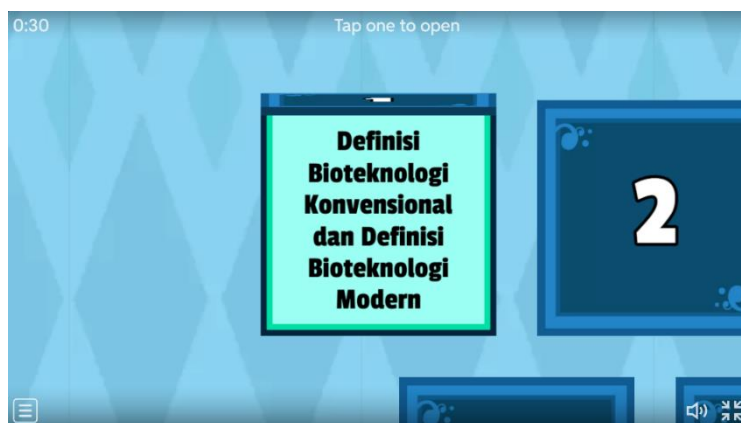 0:30
Tap one to open
Definisi
Bioteknologi
Konvensional
dan Definisi
Bioteknologi
Modern
2